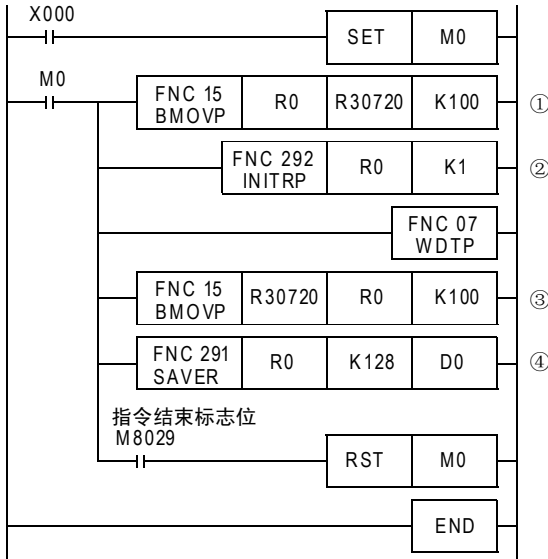 X000
SET M0
M0
FNC 15
BMOVP R0 R30720 K100 ①
FNC 292
INITRP R0 K1 ②
FNC 07
WDTP
FNC 15
BMOVP R30720 R0 K100 ③
FNC 291
SAVER R0 K128 D0 ④
指令结束标志位
M8029
RST M0
END